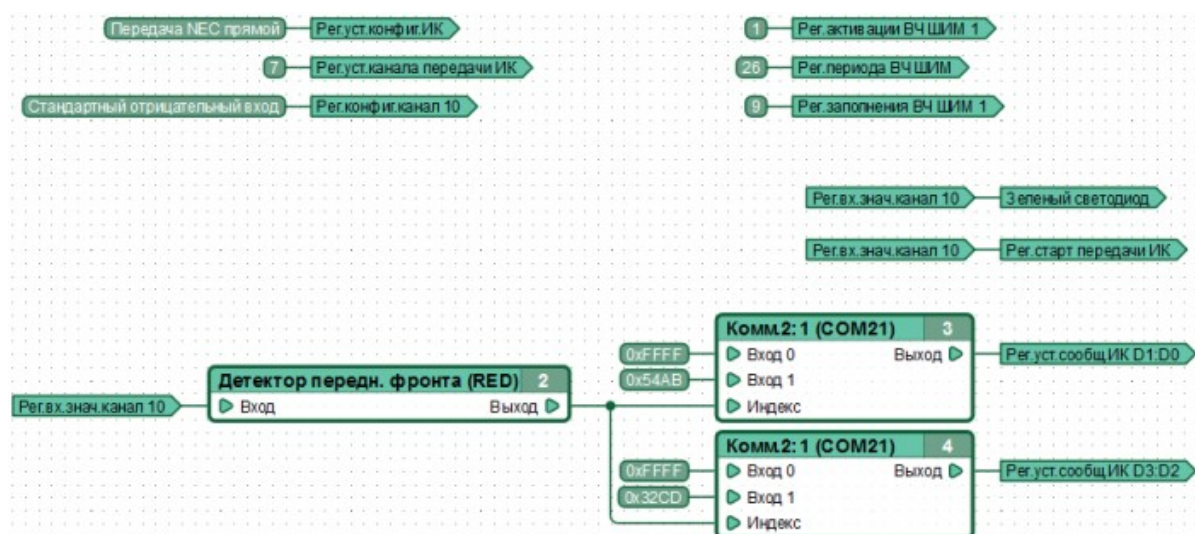 Передача NEC прямой Рег.уст.конфиг.ИК 1 Рег.активации ВЧ ШИМ 1
7 Рег.уст.канала передачи ИК 26 Рег.периода ВЧ ШИМ
Стандартный отрицательный вход Рег.конфиг.канал 10 9 Рег.заполнения ВЧ ШИМ 1
Рег.вх.знач.канал 10 Зеленый светодиод
Рег.вх.знач.канал 10 Рег.старт передачи ИК
Комм.2:1 (COM21) 3
0xFFFF Вход 0 Выход Рег.уст.сообщ.ИК D1:D0
Детектор передн. фронта (RED) 2 0x54AB Вход 1
Рег.вх.знач.канал 10 Вход Выход Индекс
Комм.2:1 (COM21) 4
0xFFFF Вход 0 Выход Рег.уст.сообщ.ИК D3:D2
0x32CD Вход 1
Индекс